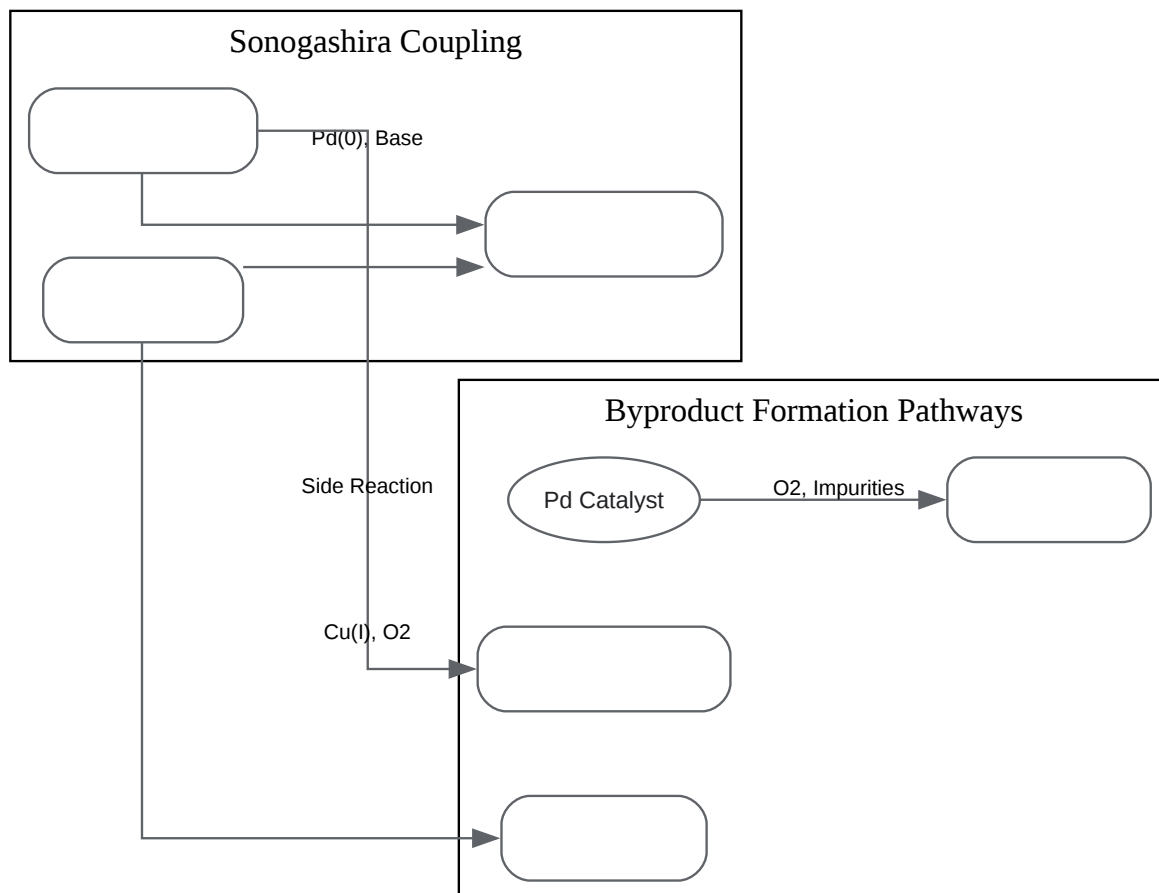 Sonogashira Coupling
Pd(0), Base
Byproduct Formation Pathways
Side Reaction
Pd Catalyst
O2, Impurities
Cu(I), O2